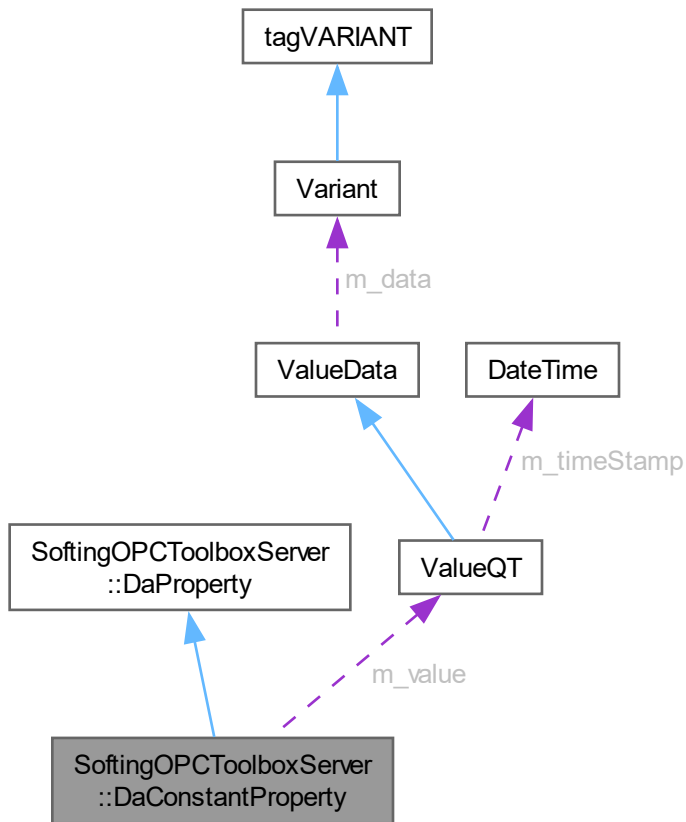 tagVARIANT
Variant
m_data
ValueData
DateTime
m_timeStamp
SoftingOPCToolboxServer
::DaProperty
ValueQT
m_value
SoftingOPCToolboxServer
::DaConstantProperty